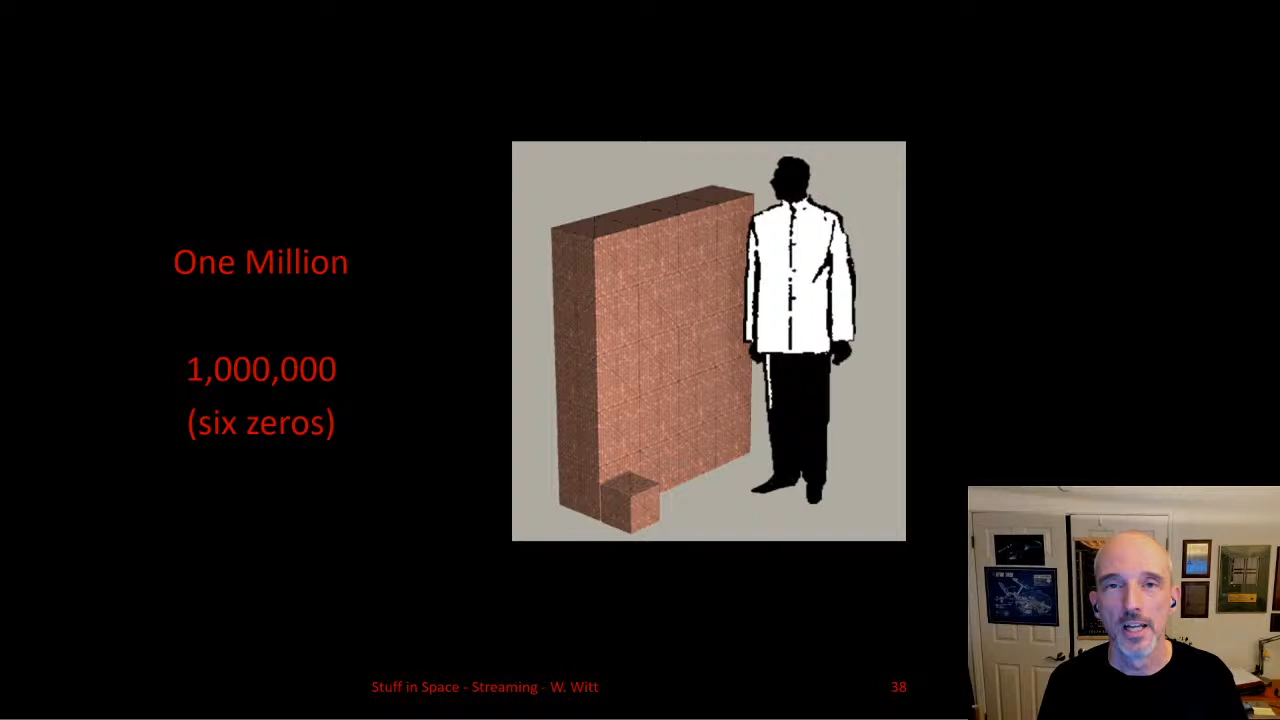 One Million
1,000,000
(six zeros)
Stuff in Space - Streaming - W. Witt
38